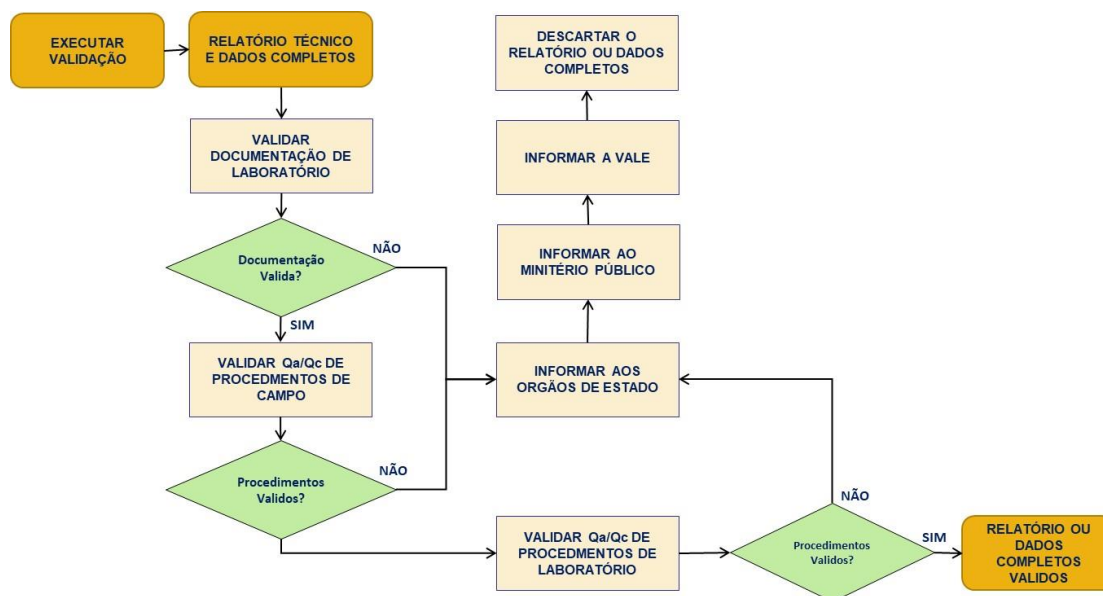 EXECUTAR
VALIDAÇÃO
RELATÓRIO TÉCNICO
E DADOS COMPLETOS
DESCARTAR O
RELATÓRIO OU DADOS
COMPLETOS
VALIDAR
DOCUMENTAÇÃO DE
LABORATÓRIO
INFORMAR A VALE
Documentação
Valida?
NÃO
INFORMAR AO
MINITÉRIO PÚBLICO
SIM
VALIDAR Qa/Qc DE
PROCEDMENTOS DE
CAMPO
INFORMAR AOS
ORGÃOS DE ESTADO
Procedimentos
Validos?
NÃO
VALIDAR Qa/Qc DE
PROCEDMENTOS DE
LABORATÓRIO
Procedimentos
Validos?
NÃO
SIM
RELATÓRIO OU
DADOS
COMPLETOS
VALIDOS